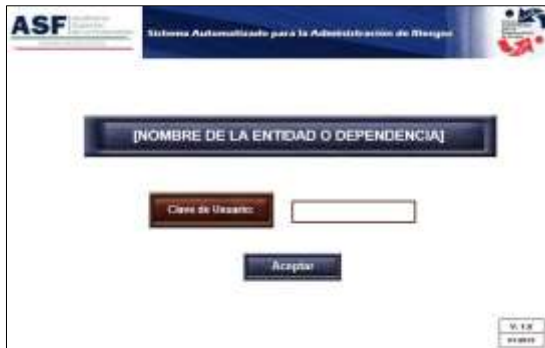 ASF
Sistema Automatizado para la Administración de Riesgos
[NOMBRE DE LA ENTIDAD O DEPENDENCIA]
Clave de Usuario:
Aceptar
V. 1.0